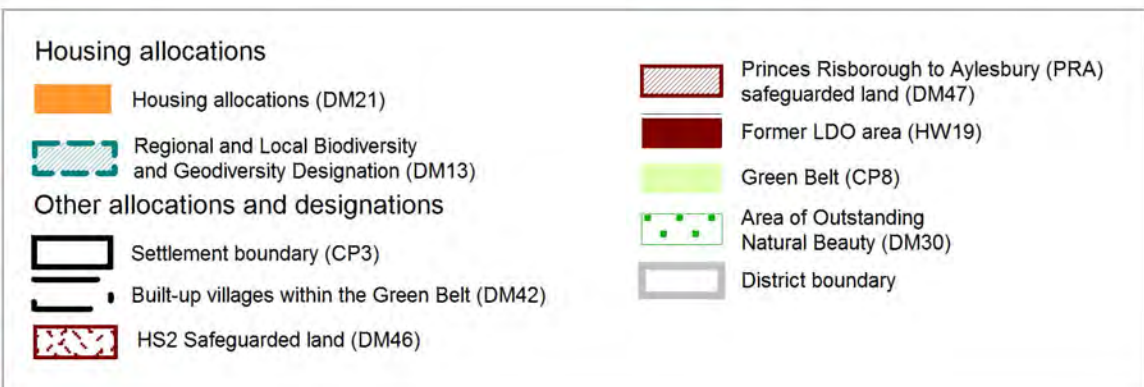 Housing allocations
Housing allocations (DM21)
Regional and Local Biodiversity
and Geodiversity Designation (DM13)
Other allocations and designations
Settlement boundary (CP3)
Built-up villages within the Green Belt (DM42)
HS2 Safeguarded land (DM46)
Princes Risborough to Aylesbury (PRA)
safeguarded land (DM47)
Former LDO area (HW19)
Green Belt (CP8)
Area of Outstanding
Natural Beauty (DM30)
District boundary